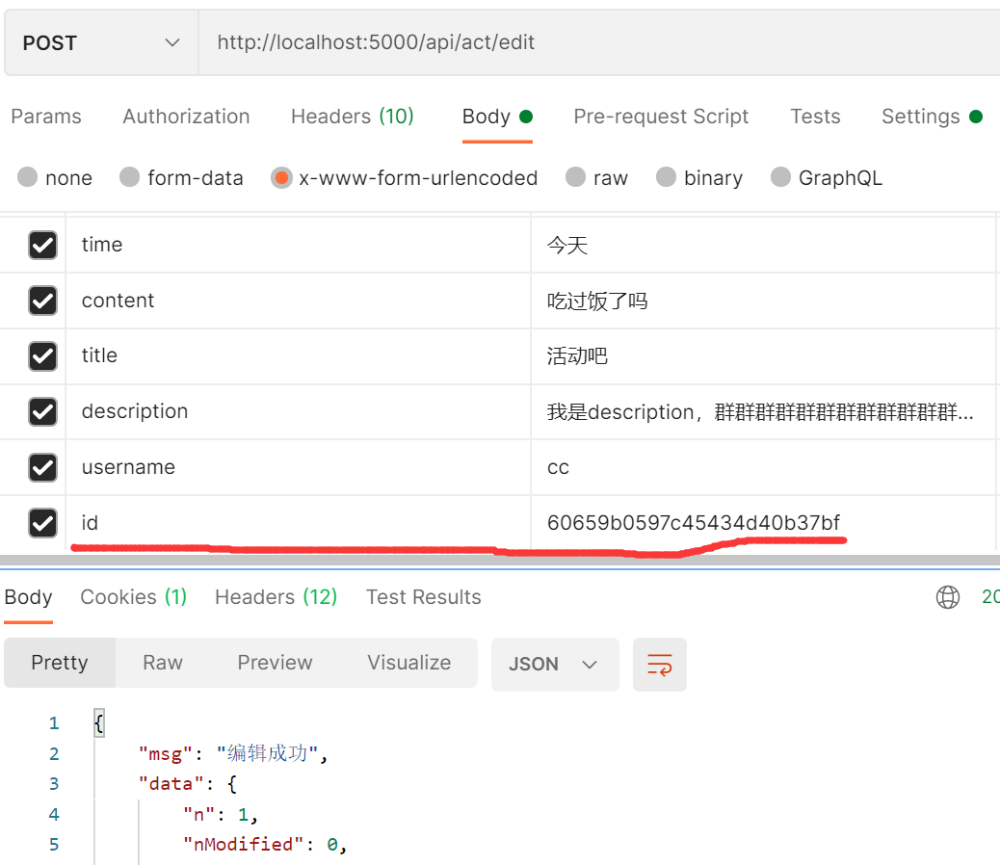 POST http://localhost:5000/api/act/edit
Params Authorization Headers (10) Body Pre-request Script Tests Settings
none form-data x-www-form-urlencoded raw binary GraphQL
time 今天
content 吃过饭了吗
title 活动吧
description 我是description，群群群群群群群群群群群群...
username cc
id 60659b0597c45434d40b37bf
Body Cookies (1) Headers (12) Test Results 20
Pretty Raw Preview Visualize JSON
1 {
2 "msg": "编辑成功",
3 "data": {
4 "n": 1,
5 "nModified": 0,